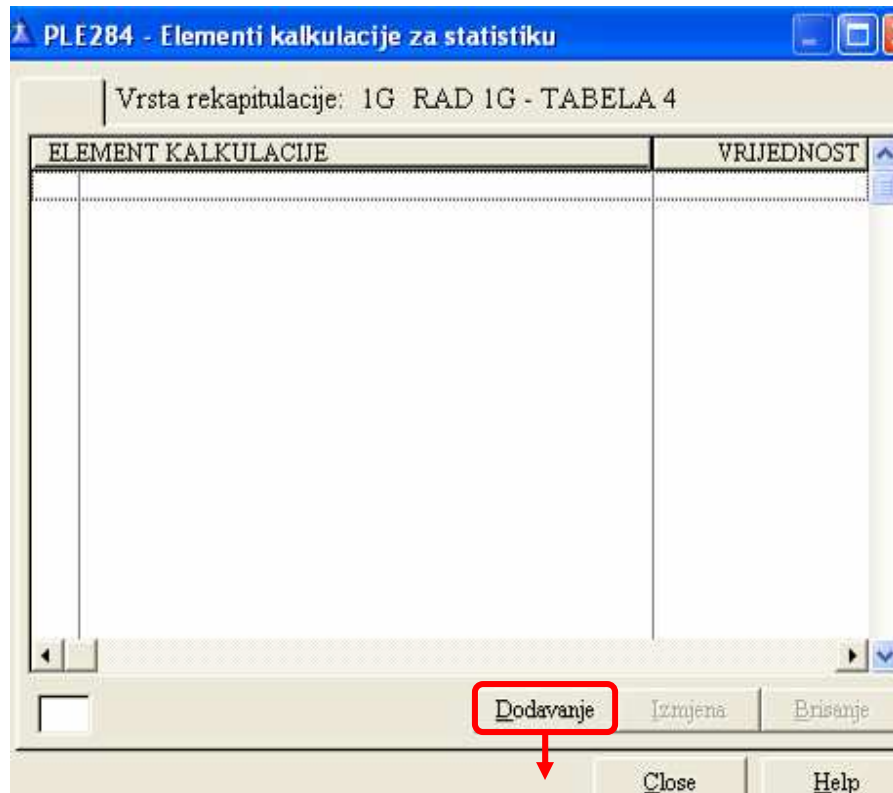 PLE284 - Elementi kalkulacije za statistiku
Vrsta rekapitulacije: 1G RAD 1G - TABELA 4
ELEMENT KALKULACIJE VRIJEDNOST
Dodavanje Izmjena Brisanje
Close Help